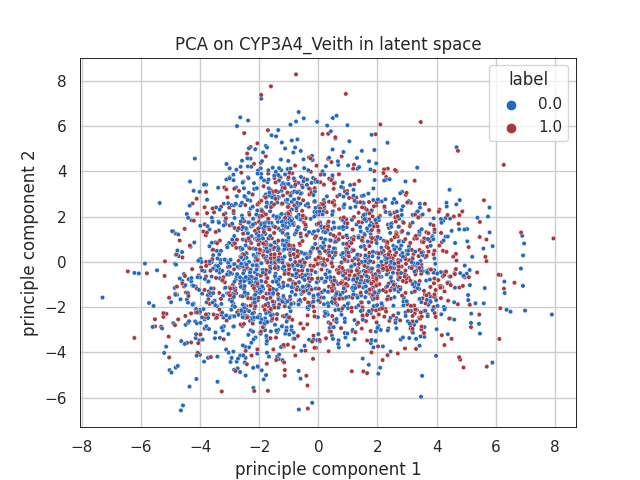 PCA on CYP3A4_Veith in latent space
label
0.0
1.0
principle component 2
8
6
4
2
0
−2
−4
−6
−8 −6 −4 −2 0 2 4 6 8
principle component 1